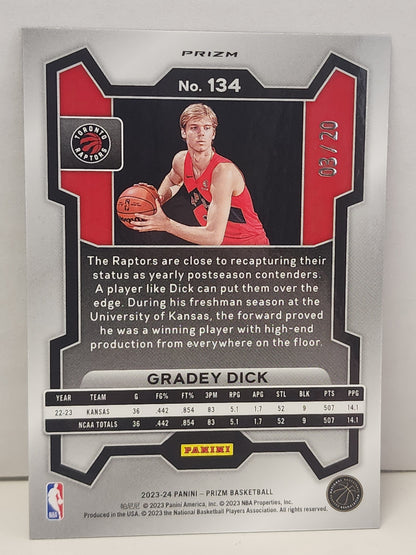 PRIZM
No. 134
TORONTO
RAPTORS
03/20
The Raptors are close to recapturing their
status as yearly postseason contenders.
A player like Dick can put them over the
edge. During his freshman season at the
University of Kansas, the forward proved
he was a winning player with high-end
production from everywhere on the floor.
GRADEY DICK
YEAR TEAM G FG% FT% 3PM RPG APG STL BLK PTS PPG
22-23 KANSAS 36 .442 .854 83 5.1 1.7 52 9 507 14.1
NCAA TOTALS 36 .442 .854 83 5.1 1.7 52 9 507 14.1
PANINI
2023-24 PANINI – PRIZM BASKETBALL
帕尼尼 © 2023 Panini America, Inc. © 2023 NBA Properties, Inc.
Produced in the USA. © 2023 the National Basketball Players Association. All rights reserved.
NBA